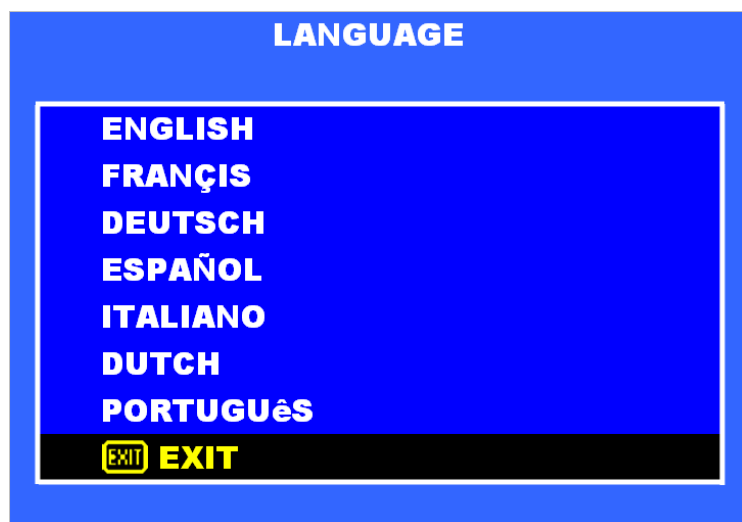 LANGUAGE
ENGLISH
FRANÇIS
DEUTSCH
ESPAÑOL
ITALIANO
DUTCH
PORTUGUêS
EXIT EXIT